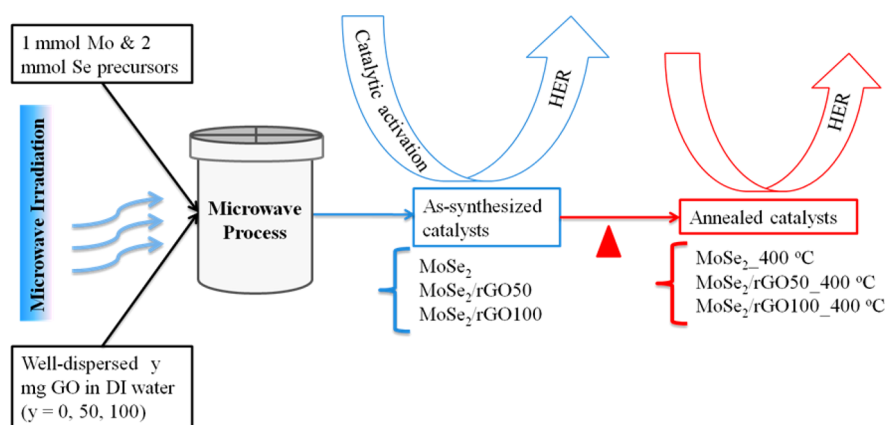 1 mmol Mo & 2
mmol Se precursors
Microwave Irradiation
Well-dispersed y
mg GO in DI water
(y = 0, 50, 100)
Microwave
Process
Catalytic activation
HER
As-synthesized
catalysts
MoSe₂
MoSe₂/rGO50
MoSe₂/rGO100
HER
Annealed catalysts
MoSe₂_400 ᵒC
MoSe₂/rGO50_400 ᵒC
MoSe₂/rGO100_400 ᵒC